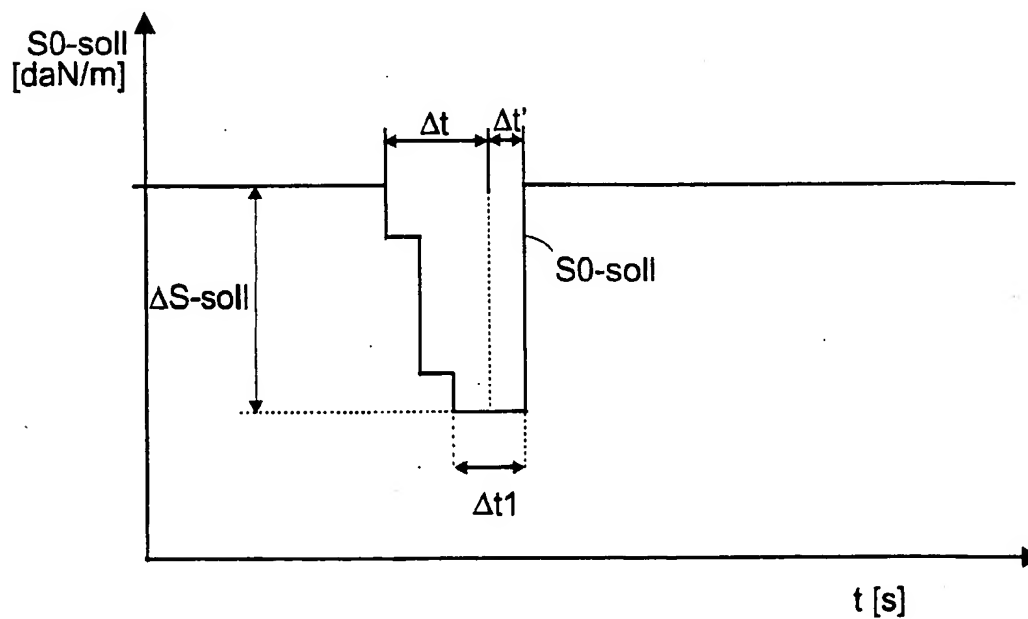 S0-soll
[daN/m]
Δt
Δt'
S0-soll
ΔS-soll
Δt1
t [s]